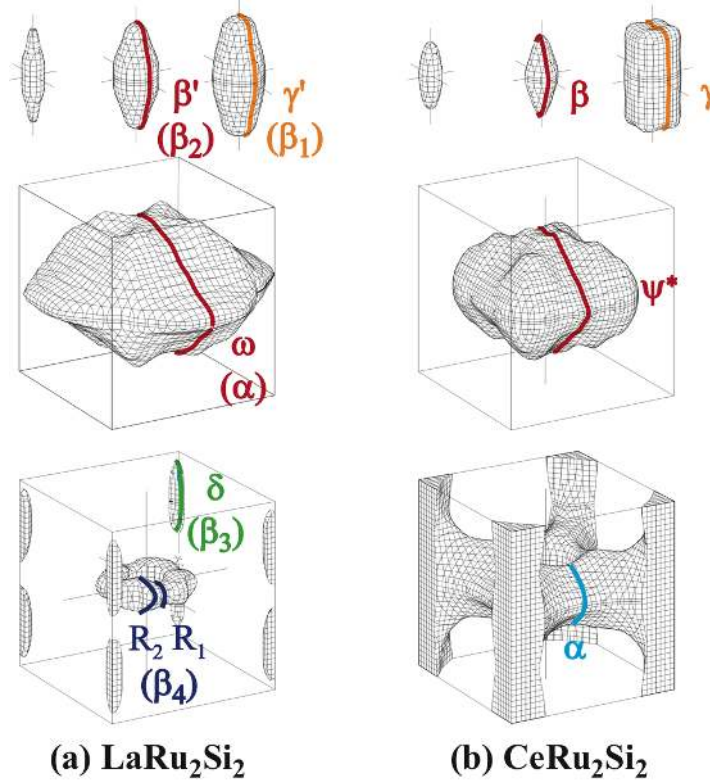 β'
(β₂)
γ'
(β₁)
β
γ
ω
(α)
ψ*
δ
(β₃)
R₂ R₁
(β₄)
α
(a) LaRu₂Si₂
(b) CeRu₂Si₂